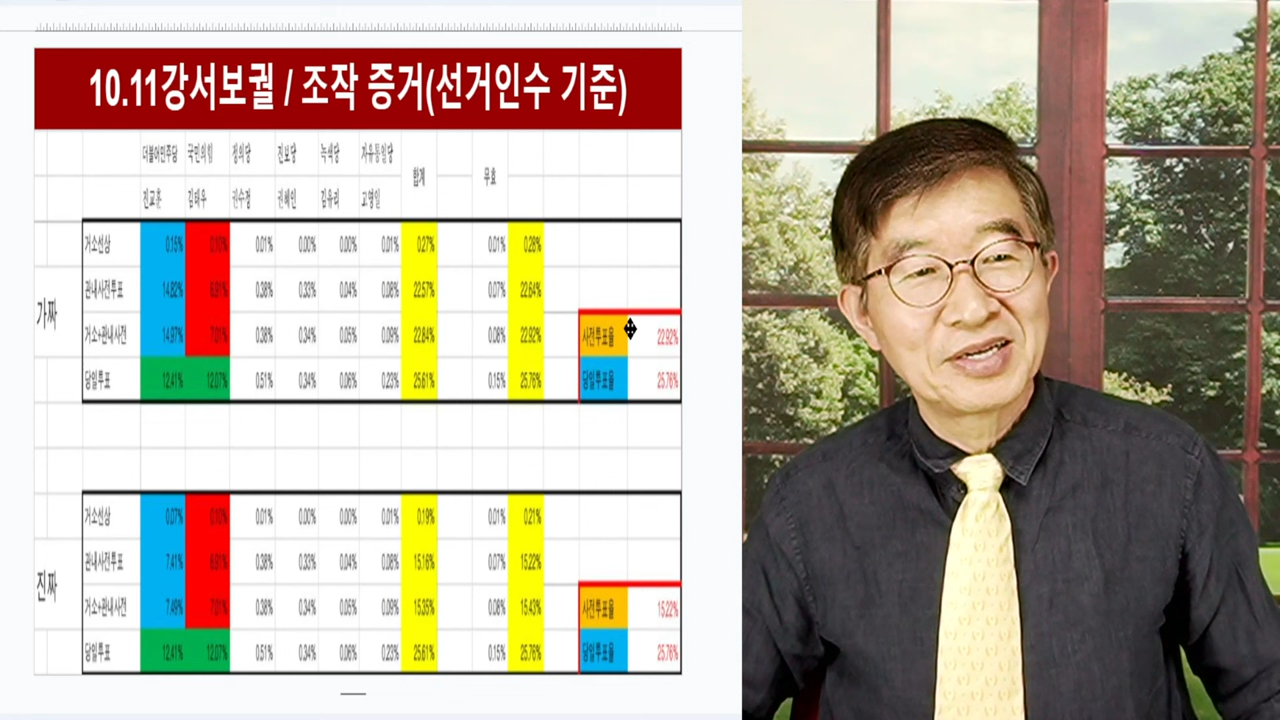 10.11강서보궐 / 조작 증거(선거인수 기준)
더불어민주당 국민의힘 정의당 진보당 녹색당 자유통일당 합계 무효
진교훈 김태우 권수정 권혜인 김유리 고영일
가짜
거소선상 0.15% 0.10% 0.01% 0.00% 0.00% 0.01% 0.27% 0.01% 0.28%
관내사전투표 14.82% 6.91% 0.38% 0.33% 0.04% 0.08% 22.57% 0.07% 22.64%
거소+관내사전 14.97% 7.01% 0.38% 0.34% 0.05% 0.09% 22.84% 0.08% 22.92% 사전투표율 22.92%
당일투표 12.41% 12.07% 0.51% 0.34% 0.06% 0.23% 25.61% 0.15% 25.76% 당일투표율 25.76%
진짜
거소선상 0.07% 0.10% 0.01% 0.00% 0.00% 0.01% 0.19% 0.01% 0.21%
관내사전투표 7.41% 6.91% 0.38% 0.33% 0.04% 0.08% 15.16% 0.07% 15.22%
거소+관내사전 7.49% 7.01% 0.38% 0.34% 0.05% 0.09% 15.35% 0.08% 15.43% 사전투표율 15.22%
당일투표 12.41% 12.07% 0.51% 0.34% 0.06% 0.23% 25.61% 0.15% 25.76% 당일투표율 25.76%